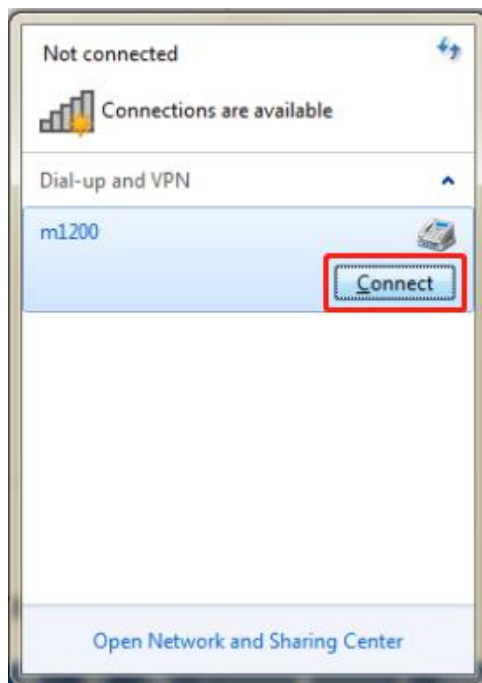 Not connected
Connections are available
Dial-up and VPN
m1200
Connect
Open Network and Sharing Center